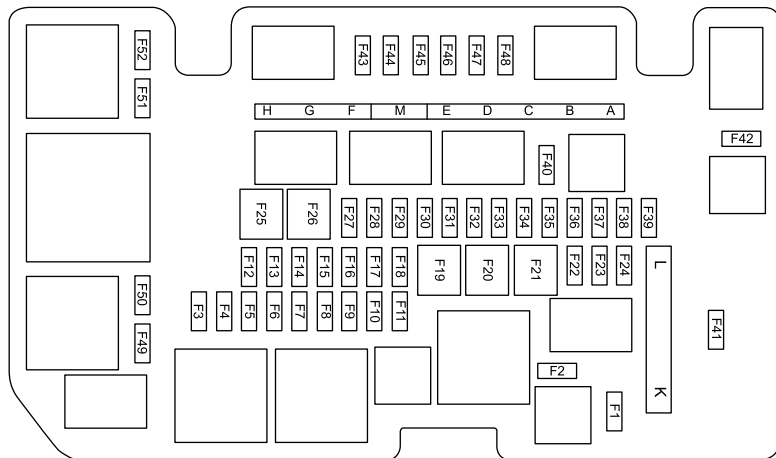 F52
F43 F44 F45 F46 F47 F48
F51
H G F M E D C B A
F42
F40
F25 F26 F27 F28 F29 F30 F31 F32 F33 F34 F35 F36 F37 F38 F39
F12 F13 F14 F15 F16 F17 F18 F19 F20 F21 F22 F23 F24 L
F50
F3 F4 F5 F6 F7 F8 F9 F10 F11
F49
F41
F2
K
F1